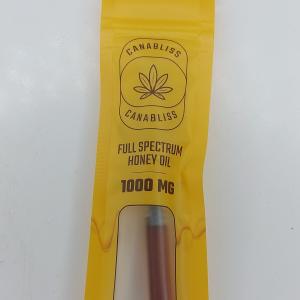 CANABLISS
CANABLISS
FULL SPECTRUM
HONEY OIL
1000 MG